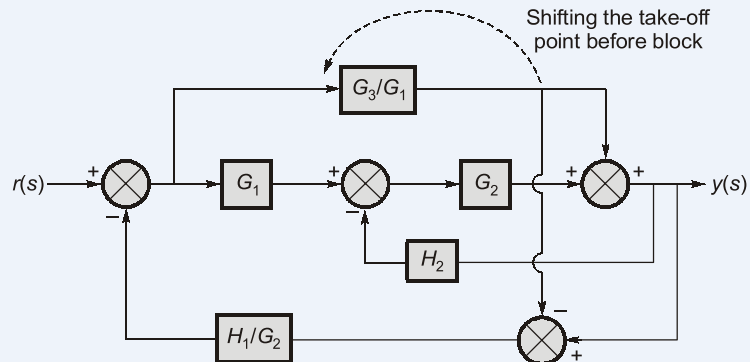 Shifting the take-off
point before block
G₃/G₁
+
r(s)
+
−
G₁
+
−
G₂
+
+
y(s)
H₂
−
H₁/G₂
+